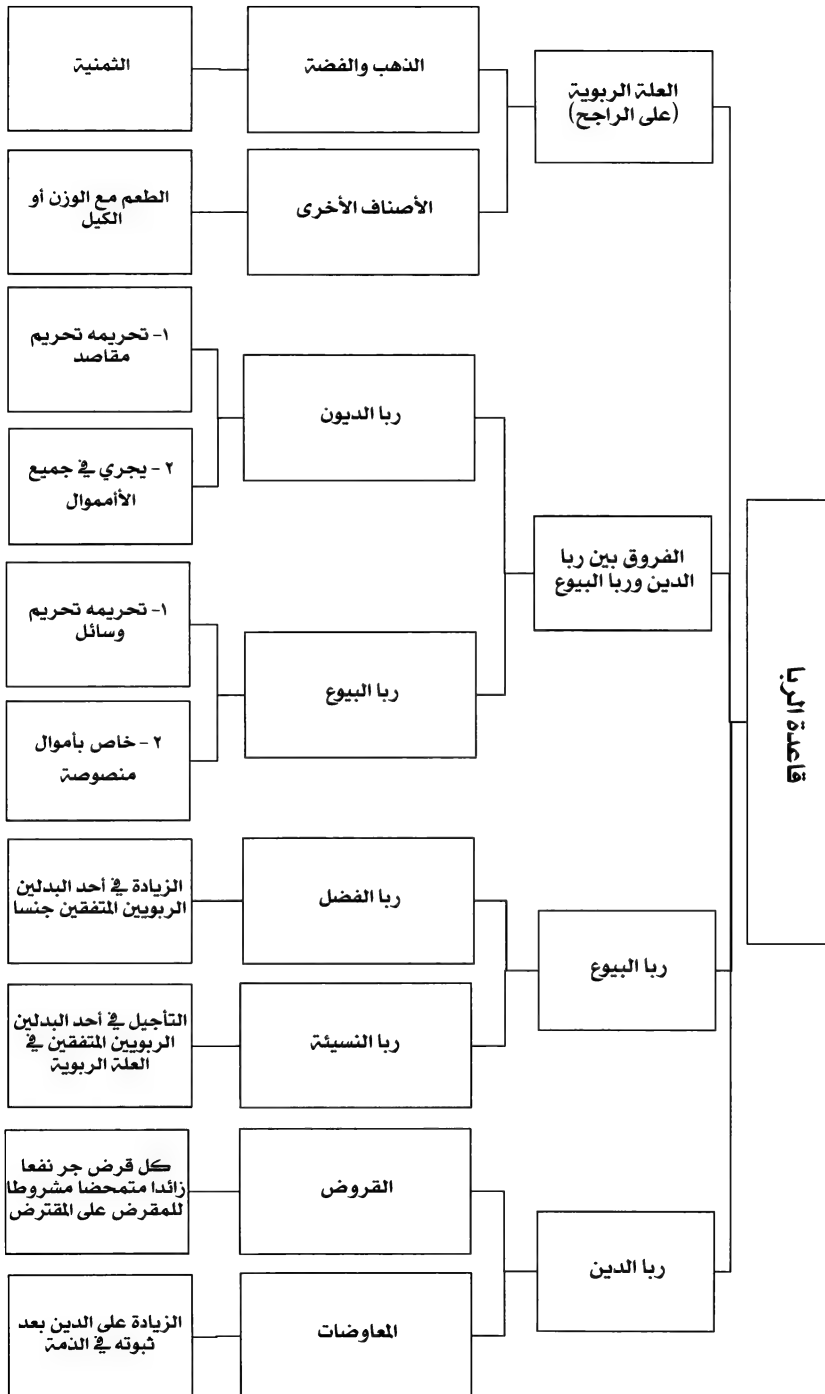 قاعدة الربا
العلة الربوية
(على الراجح)
الذهب والفضة
الثمنية
الأصناف الأخرى
الطعم مع الوزن أو
الكيل
الفروق بين ربا
الدين وربا البيوع
ربا الديون
١- تحريمه تحريم
مقاصد
٢ - يجري في جميع
الأأممـوال
ربا البيوع
١- تحريمه تحريم
وسائل
٢ - خاص بأموال
منصوصة
ربا البيوع
ربا الفضل
الزيادة في أحد البدلين
الربويين المتفقين جنسا
ربا النسيئة
التأجيل في أحد البدلين
الربويين المتفقين في
العلة الربوية
ربا الدين
القروض
كل قرض جر نفعا
زائدا متمحضا مشروطا
للمقرض على المقترض
المعاوضات
الزيادة على الدين بعد
ثبوته في الذمة